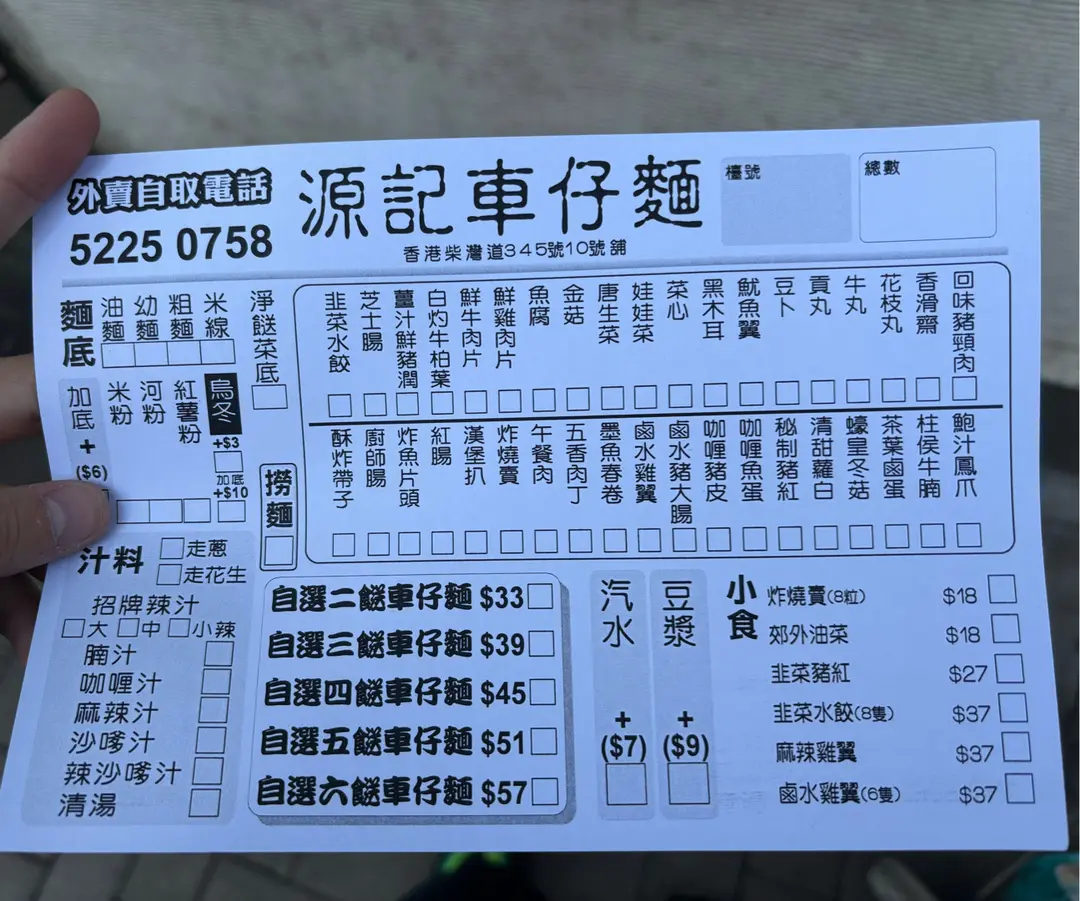 外賣自取電話
5225 0758
源記車仔麵
香港柴灣道345號10號舖
檯號
總數
麵底
油麵
幼麵
粗麵
米線
淨餸菜底
加底
+
($6)
米粉
河粉
紅薯粉
烏冬
+$3
加底
+$10
撈麵
韭菜水餃
芝士腸
薑汁鮮豬潤
白灼牛柏葉
鮮牛肉片
鮮雞肉片
魚腐
金菇
唐生菜
娃娃菜
菜心
黑木耳
魷魚翼
豆卜
貢丸
牛丸
花枝丸
香滑齋
回味豬頸肉
酥炸帶子
廚師腸
炸魚片頭
紅腸
漢堡扒
炸燒賣
午餐肉
五香肉丁
墨魚春卷
鹵水雞翼
鹵水豬大腸
咖喱豬皮
咖喱魚蛋
秘制豬紅
清甜蘿白
蠔皇冬菇
茶葉鹵蛋
柱侯牛腩
鮑汁鳳爪
汁料
走蔥
走花生
招牌辣汁
大 中 小辣
腩汁
咖喱汁
麻辣汁
沙嗲汁
辣沙嗲汁
清湯
自選二餸車仔麵 $33
自選三餸車仔麵 $39
自選四餸車仔麵 $45
自選五餸車仔麵 $51
自選六餸車仔麵 $57
汽水
+
($7)
豆漿
+
($9)
小食
炸燒賣(8粒) $18
郊外油菜 $18
韭菜豬紅 $27
韭菜水餃(8隻) $37
麻辣雞翼 $37
鹵水雞翼(6隻) $37